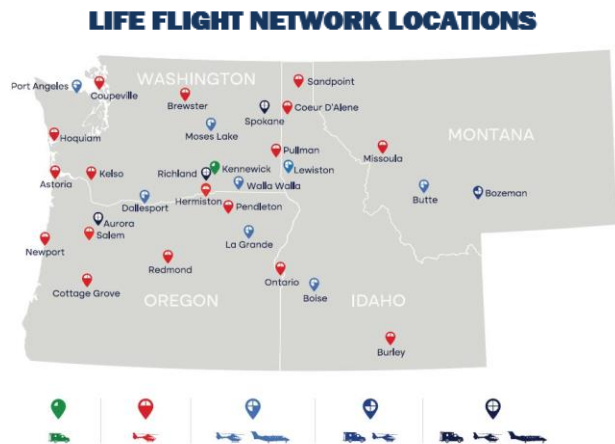 LIFE FLIGHT NETWORK LOCATIONS
WASHINGTON
Sandpoint
Port Angeles
Coupeville
Brewster
Spokane
Coeur D'Alene
Moses Lake
MONTANA
Hoquiam
Pullman
Missoula
Richland
Kennewick
Lewiston
Astoria
Kelso
Walla Walla
Butte
Bozeman
Dallesport
Hermiston
Pendleton
Aurora
Salem
La Grande
Newport
Redmond
Ontario
Cottage Grove
OREGON
Boise
IDAHO
Burley